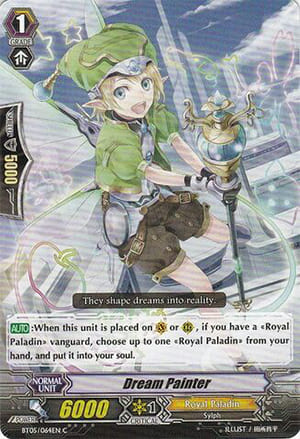 1
GRADE
SHIELD
5000
They shape dreams into reality.
AUTO:When this unit is placed on or , if you have a «Royal
Paladin» vanguard, choose up to one «Royal Paladin» from your
hand, and put it into your soul.
NORMAL
UNIT
Dream Painter
POWER
6000
1
CRITICAL
Royal Paladin
Sylph
BT05/064EN C
ILLUST /